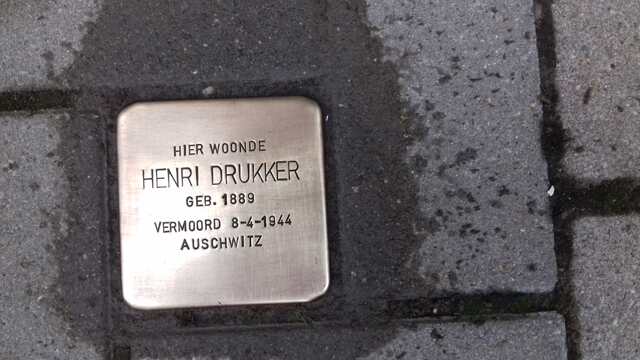 HIER WOONDE
HENRI DRUKKER
GEB. 1889
VERMOORD 8-4-1944
AUSCHWITZ